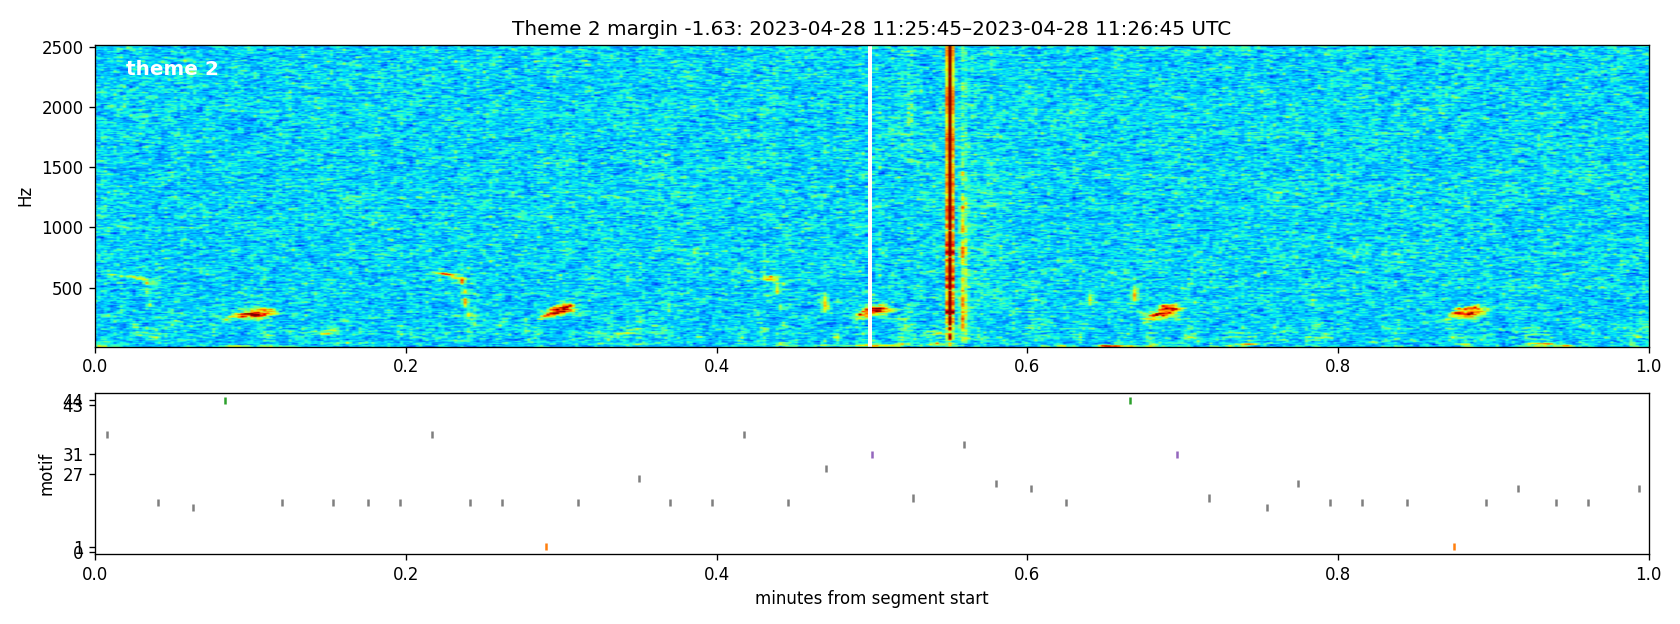 Theme 2 margin -1.63: 2023-04-28 11:25:45–2023-04-28 11:26:45 UTC
theme 2
2500
2000
1500
1000
500
Hz
0.0 0.2 0.4 0.6 0.8 1.0
44
43
31
27
1
0
motif
0.0 0.2 0.4 0.6 0.8 1.0
minutes from segment start